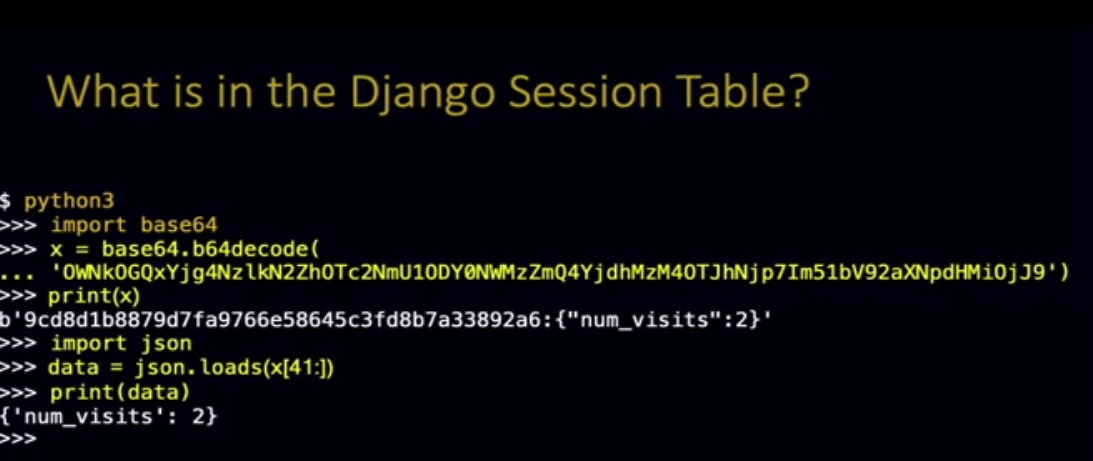 What is in the Django Session Table?
$ python3
>>> import base64
>>> x = base64.b64decode(
... 'OWNkOGQxYjg4NzlkN2ZhOTc2NmU1ODY0NWMzZmQ4YjdhMzM4OTJhNjp7Im51bV92aXNpdHMiOjJ9')
>>> print(x)
b'9cd8d1b8879d7fa9766e58645c3fd8b7a33892a6:{"num_visits":2}'
>>> import json
>>> data = json.loads(x[41:])
>>> print(data)
{'num_visits': 2}
>>>